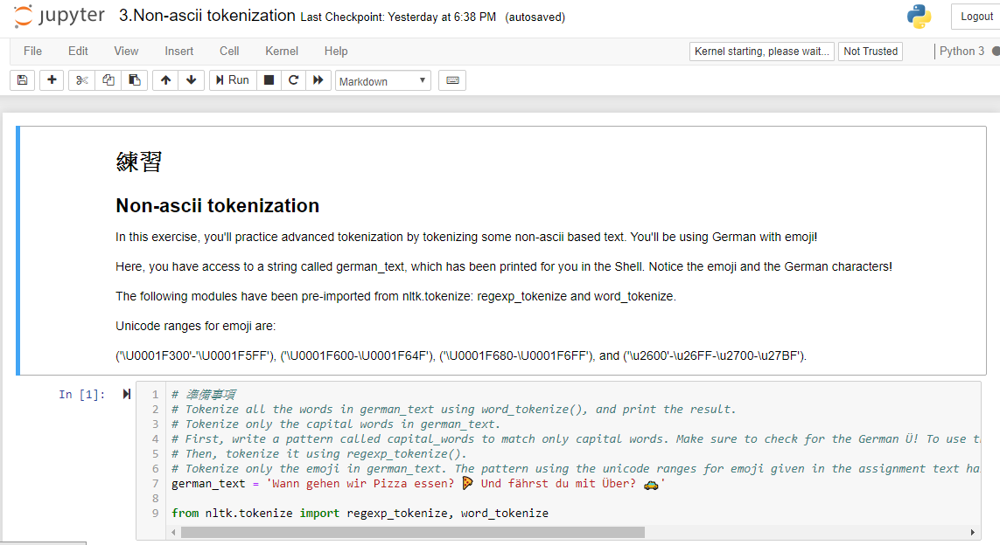 jupyter 3.Non-ascii tokenization Last Checkpoint: Yesterday at 6:38 PM (autosaved)
Logout
File Edit View Insert Cell Kernel Help
Kernel starting, please wait... Not Trusted Python 3
Run Markdown
練習
Non-ascii tokenization
In this exercise, you'll practice advanced tokenization by tokenizing some non-ascii based text. You'll be using German with emoji!
Here, you have access to a string called german_text, which has been printed for you in the Shell. Notice the emoji and the German characters!
The following modules have been pre-imported from nltk.tokenize: regexp_tokenize and word_tokenize.
Unicode ranges for emoji are:
('\U0001F300'-'\U0001F5FF'), ('\U0001F600-\U0001F64F'), ('\U0001F680-\U0001F6FF'), and ('\u2600'-\u26FF-\u2700-\u27BF').
In [1]:
1 # 準備事項
2 # Tokenize all the words in german_text using word_tokenize(), and print the result.
3 # Tokenize only the capital words in german_text.
4 # First, write a pattern called capital_words to match only capital words. Make sure to check for the German Ü! To use t
5 # Then, tokenize it using regexp_tokenize().
6 # Tokenize only the emoji in german_text. The pattern using the unicode ranges for emoji given in the assignment text ha
7 german_text = 'Wann gehen wir Pizza essen? 🍕 Und fährst du mit Über? 🚕'
8
9 from nltk.tokenize import regexp_tokenize, word_tokenize